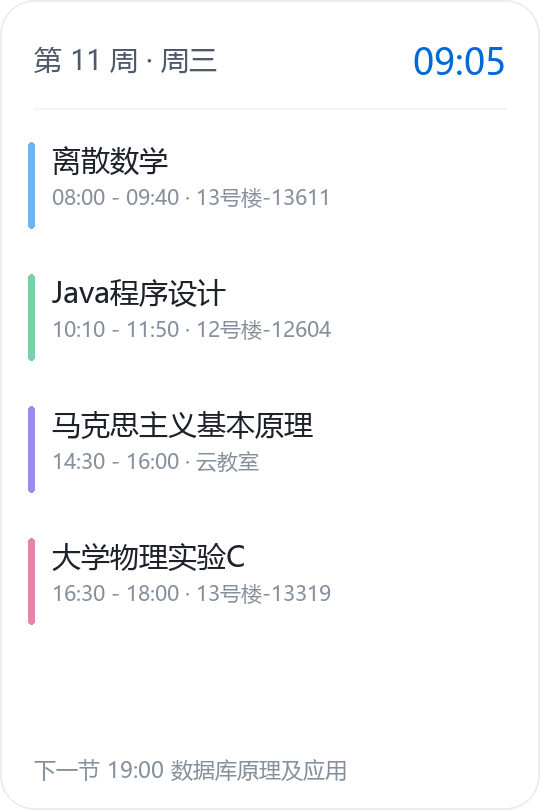 第 11 周 · 周三
09:05
离散数学
08:00 - 09:40 · 13号楼-13611
Java程序设计
10:10 - 11:50 · 12号楼-12604
马克思主义基本原理
14:30 - 16:00 · 云教室
大学物理实验C
16:30 - 18:00 · 13号楼-13319
下一节 19:00 数据库原理及应用